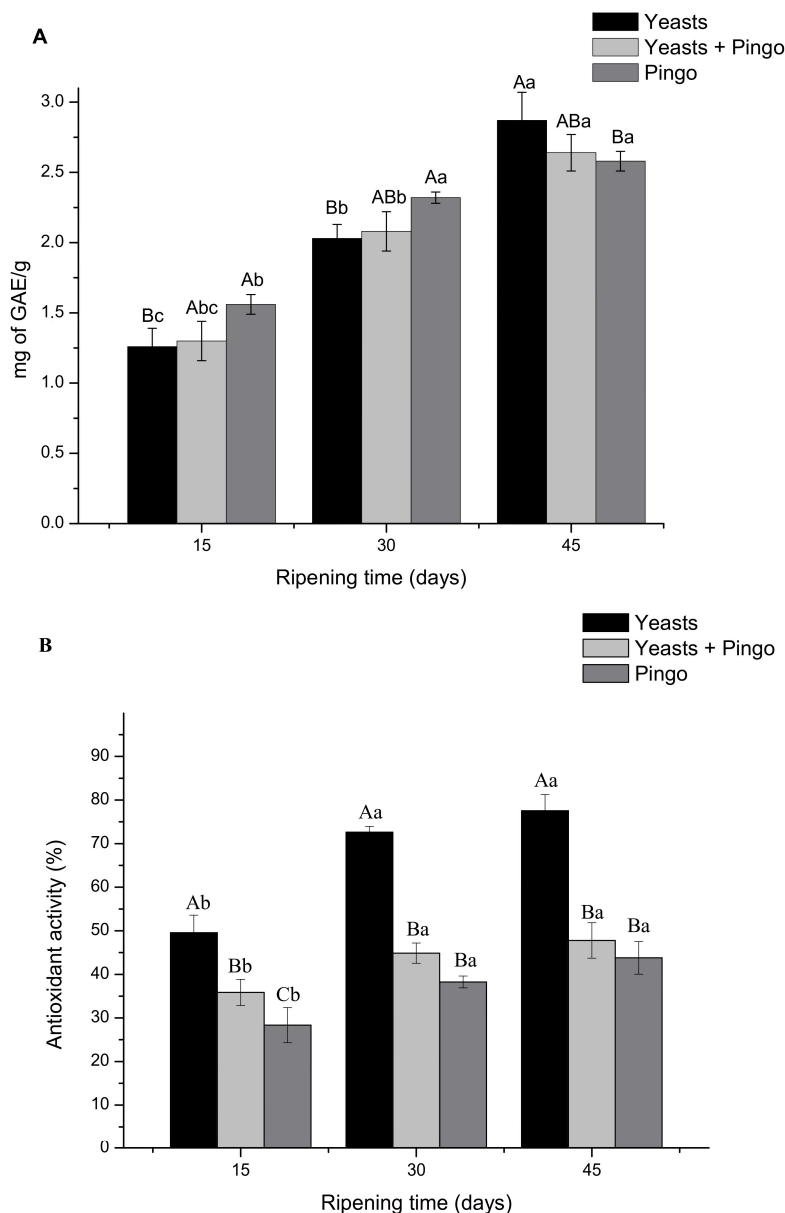 A
Yeasts
Yeasts + Pingo
Pingo
mg of GAE/g
3.0
2.5
2.0
1.5
1.0
0.5
0.0
Bc
Abc
Ab
Bb
ABb
Aa
Aa
ABa
Ba
15 30 45
Ripening time (days)
B
Yeasts
Yeasts + Pingo
Pingo
Antioxidant activity (%)
90
80
70
60
50
40
30
20
10
0
Ab
Bb
Cb
Aa
Ba
Ba
Aa
Ba
Ba
15 30 45
Ripening time (days)